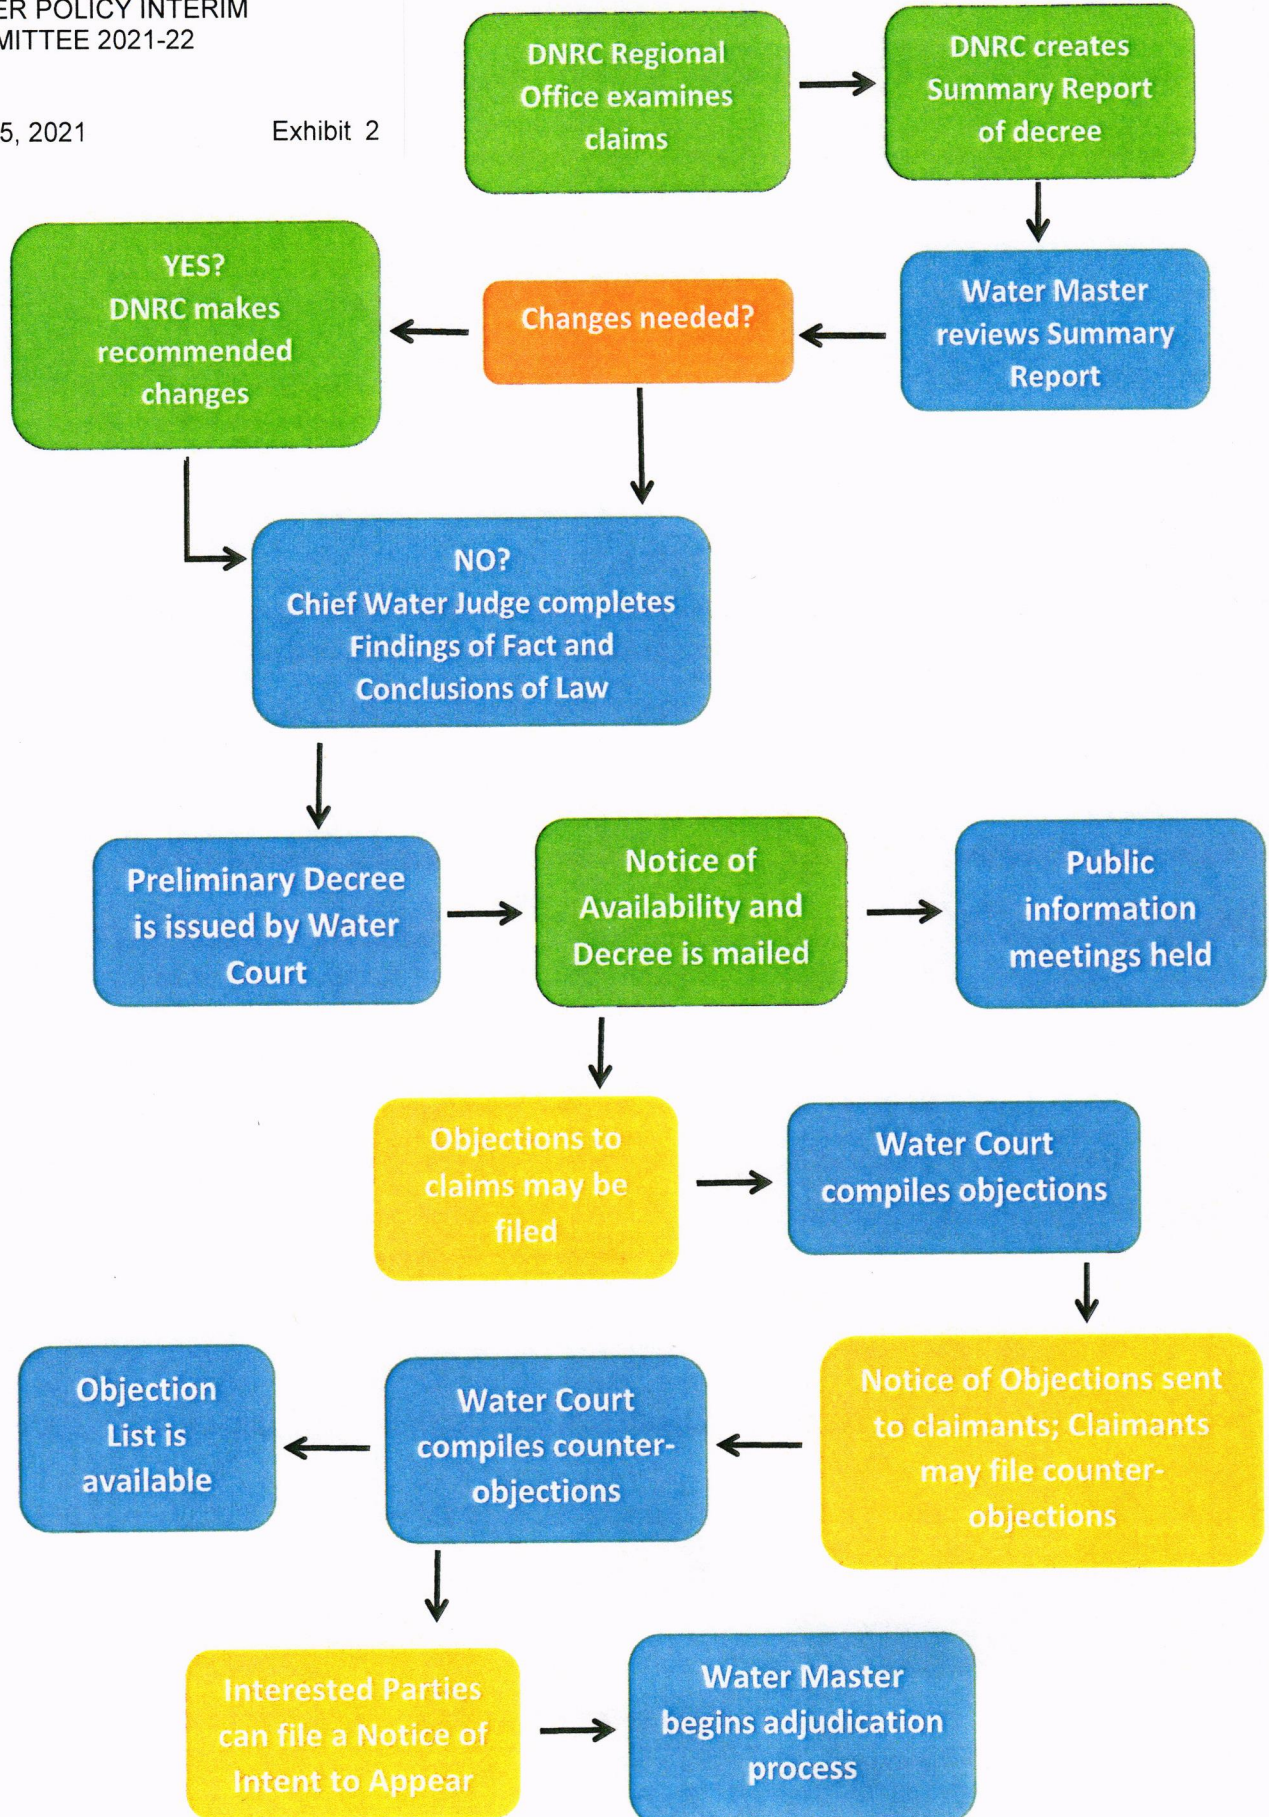 ER POLICY INTERIM
MITTEE 2021-22
5, 2021
Exhibit 2
DNRC Regional
Office examines
claims
DNRC creates
Summary Report
of decree
YES?
DNRC makes
recommended
changes
Changes needed?
Water Master
reviews Summary
Report
NO?
Chief Water Judge completes
Findings of Fact and
Conclusions of Law
Preliminary Decree
is issued by Water
Court
Notice of
Availability and
Decree is mailed
Public
information
meetings held
Objections to
claims may be
filed
Water Court
compiles objections
Objection
List is
available
Water Court
compiles counter-
objections
Notice of Objections sent
to claimants; Claimants
may file counter-
objections
Interested Parties
can file a Notice of
Intent to Appear
Water Master
begins adjudication
process